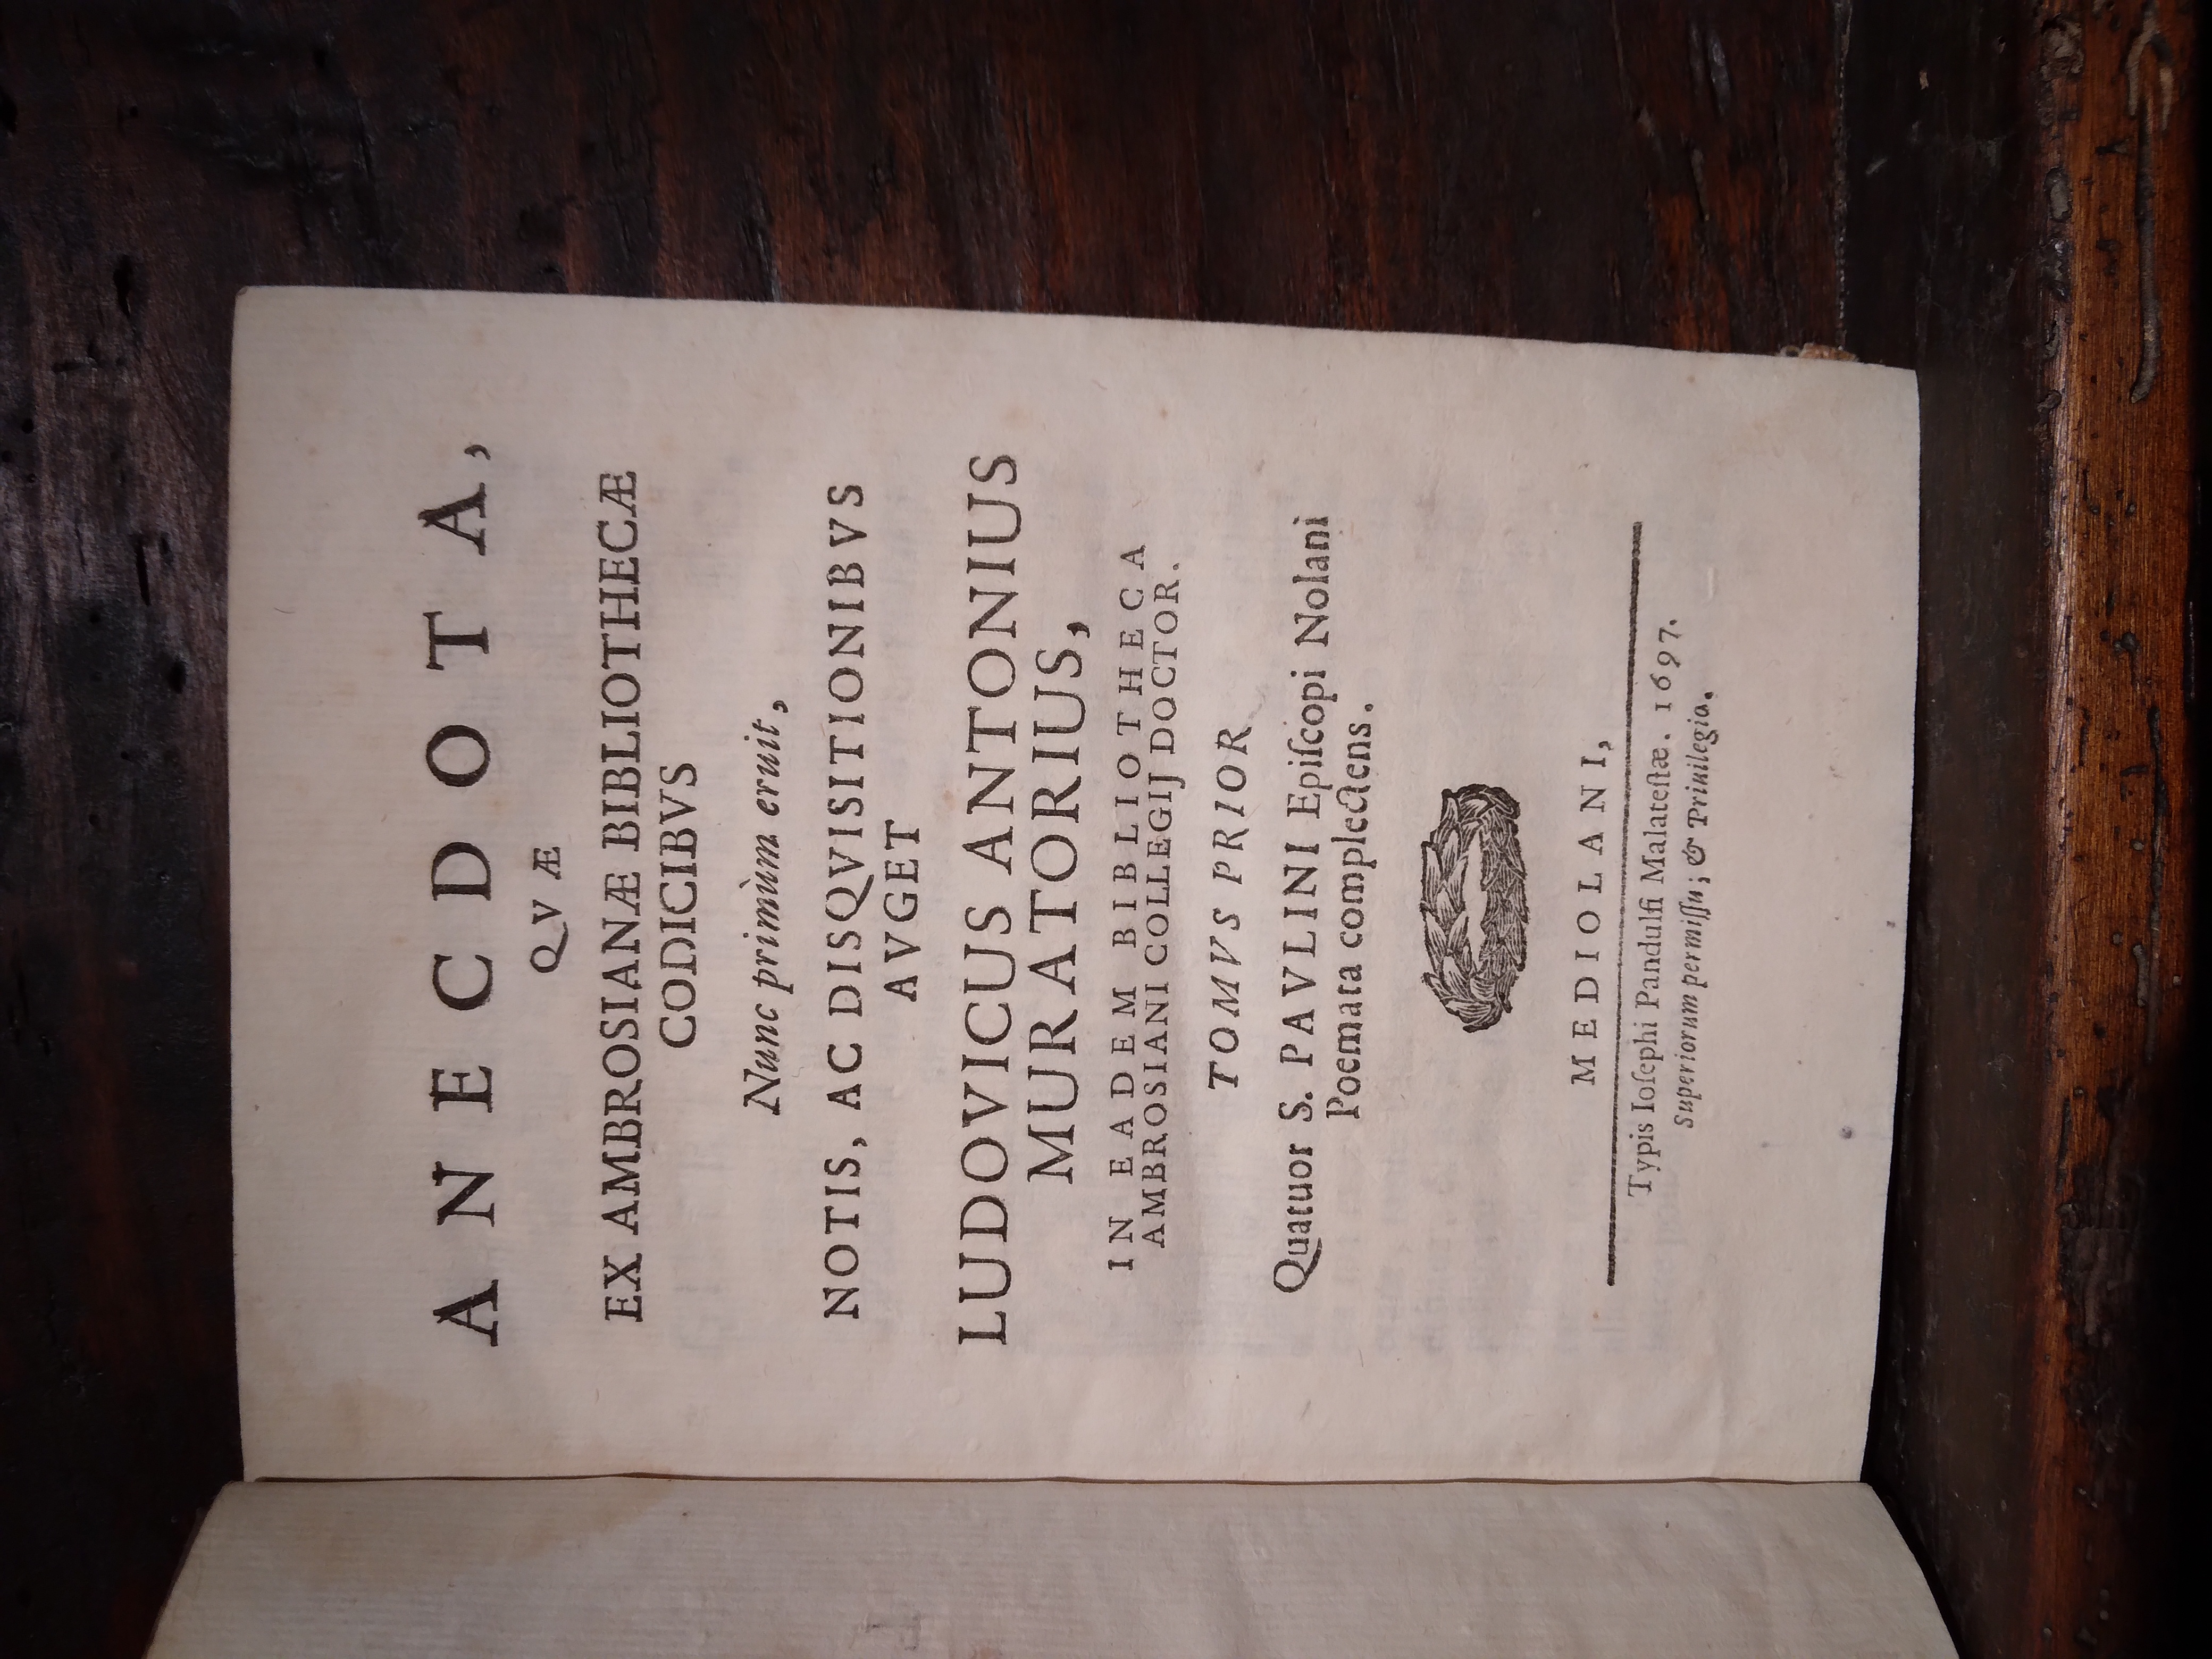 ANECDOTA,
QVÆ
EX AMBROSIANÆ BIBLIOTHECÆ
CODICIBVS
Nunc primùm eruit,
NOTIS, AC DISQVISITIONIBVS
AVGET
LUDOVICUS ANTONIUS
MURATORIUS,
IN EADEM BIBLIOTHECA
AMBROSIANI COLLEGIJ DOCTOR.
TOMVS PRIOR
Quatuor S. PAVLINI Epiſcopi Nolani
Poemata complectens.
MEDIOLANI,
Typis Ioſephi Pandulfi Malateſtæ. 1697.
Superiorum permiſſu; & Priuilegio.